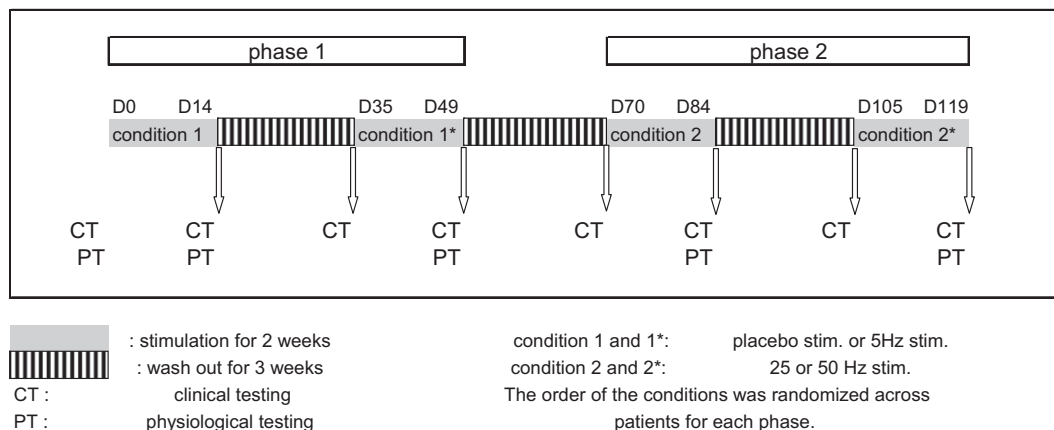 phase 1 phase 2
D0 D14 D35 D49 D70 D84 D105 D119
condition 1 condition 1* condition 2 condition 2*
CT CT CT CT CT CT CT CT
PT PT PT PT PT
: stimulation for 2 weeks condition 1 and 1*: placebo stim. or 5Hz stim.
: wash out for 3 weeks condition 2 and 2*: 25 or 50 Hz stim.
CT : clinical testing The order of the conditions was randomized across
PT : physiological testing patients for each phase.